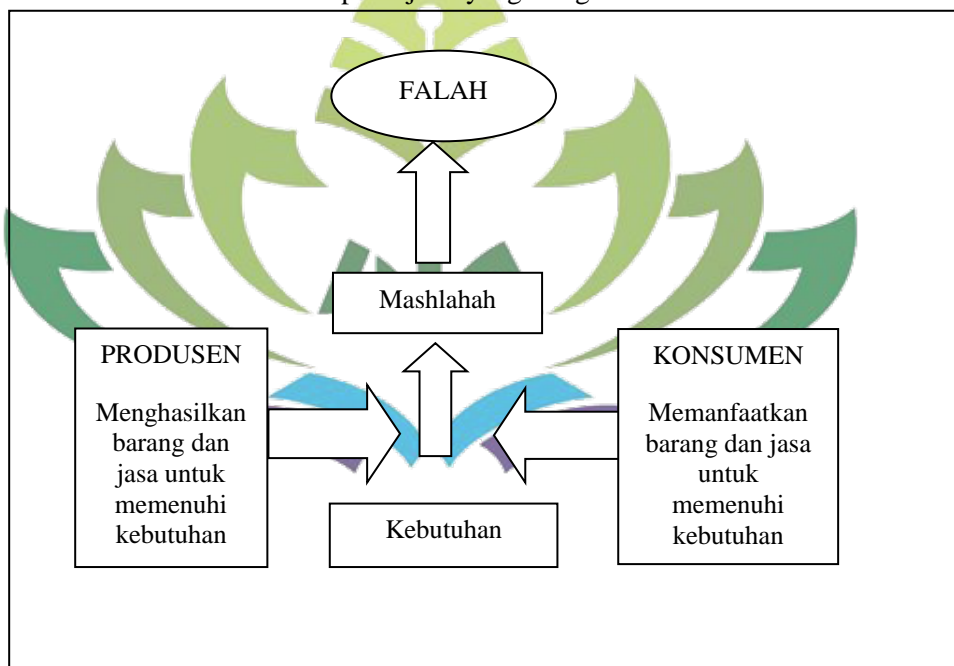 FALAH
Mashlahah
PRODUSEN
Menghasilkan
barang dan
jasa untuk
memenuhi
kebutuhan
KONSUMEN
Memanfaatkan
barang dan jasa
untuk
memenuhi
kebutuhan
Kebutuhan